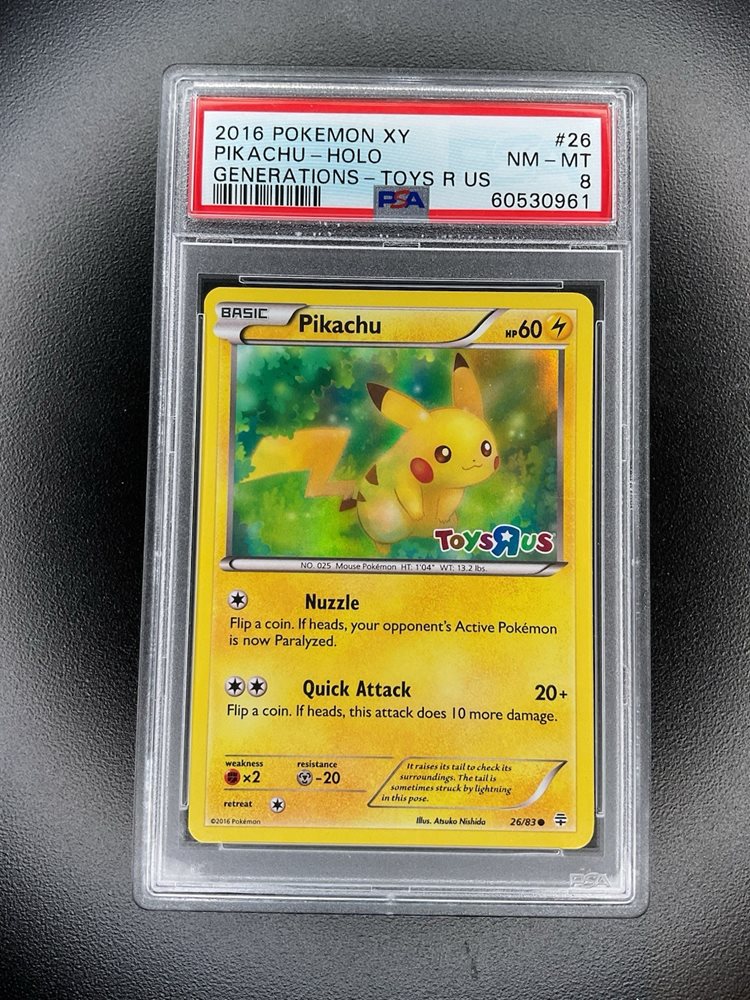 2016 POKEMON XY #26
PIKACHU - HOLO NM - MT
GENERATIONS - TOYS R US 8
PSA 60530961
BASIC Pikachu HP60
ToysRus
NO. 025 Mouse Pokémon HT: 1'04" WT: 13.2 lbs.
Nuzzle
Flip a coin. If heads, your opponent's Active Pokémon
is now Paralyzed.
Quick Attack 20+
Flip a coin. If heads, this attack does 10 more damage.
weakness resistance
×2 -20
It raises its tail to check its
surroundings. The tail is
sometimes struck by lightning
in this pose.
retreat
©2016 Pokémon Illus. Atsuko Nishida 26/83
PSA